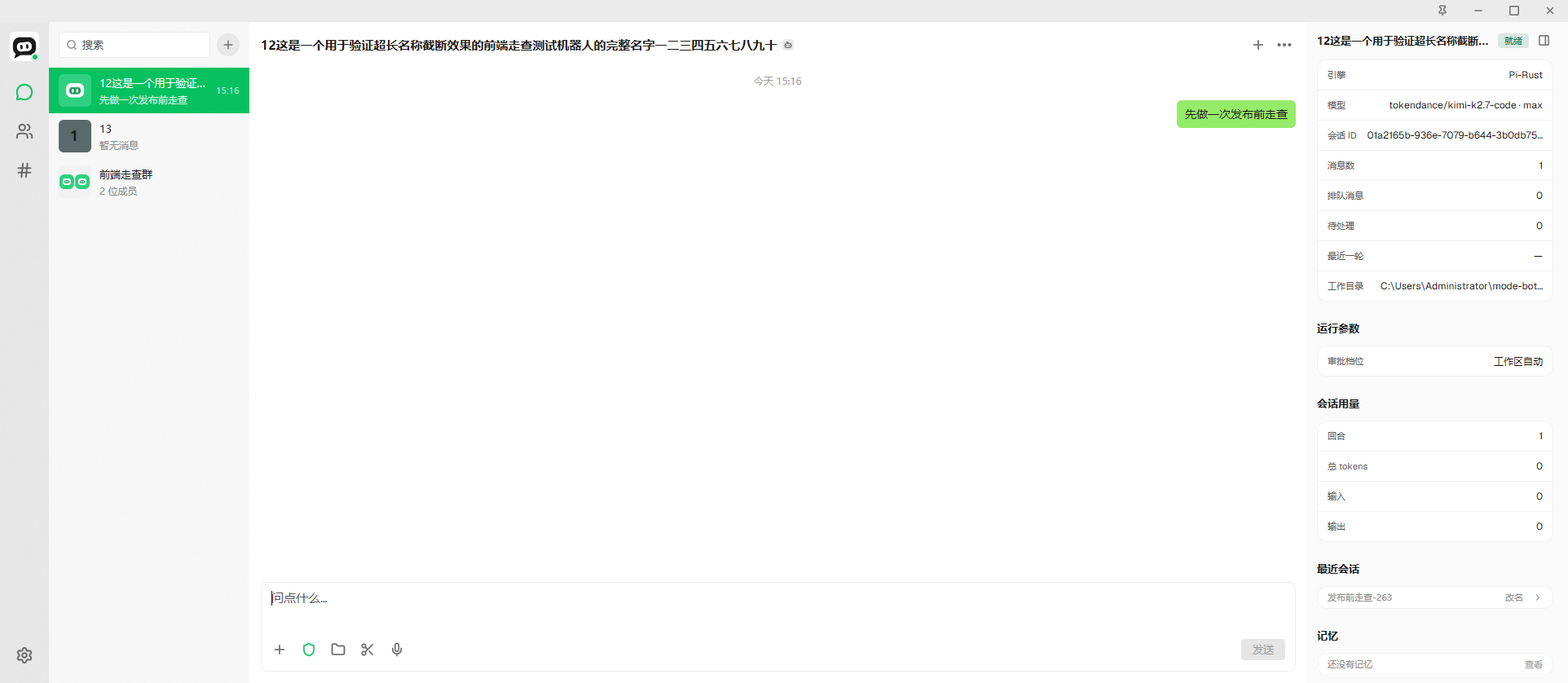 搜索
12这是一个用于验证...
15:16
先做一次发布前走查
1
13
暂无消息
前端走查群
2 位成员
12这是一个用于验证超长名称截断效果的前端走查测试机器人的完整名字一二三四五六七八九十
今天 15:16
先做一次发布前走查
问点什么...
发送
12这是一个用于验证超长名称截断...
就绪
引擎 Pi-Rust
模型 tokendance/kimi-k2.7-code · max
会话 ID 01a2165b-936e-7079-b644-3b0db75...
消息数 1
排队消息 0
待处理 0
最近一轮 —
工作目录 C:\Users\Administrator\mode-bot...
运行参数
审批档位 工作区自动
会话用量
回合 1
总 tokens 0
输入 0
输出 0
最近会话
发布前走查-263 改名
记忆
还没有记忆 查看